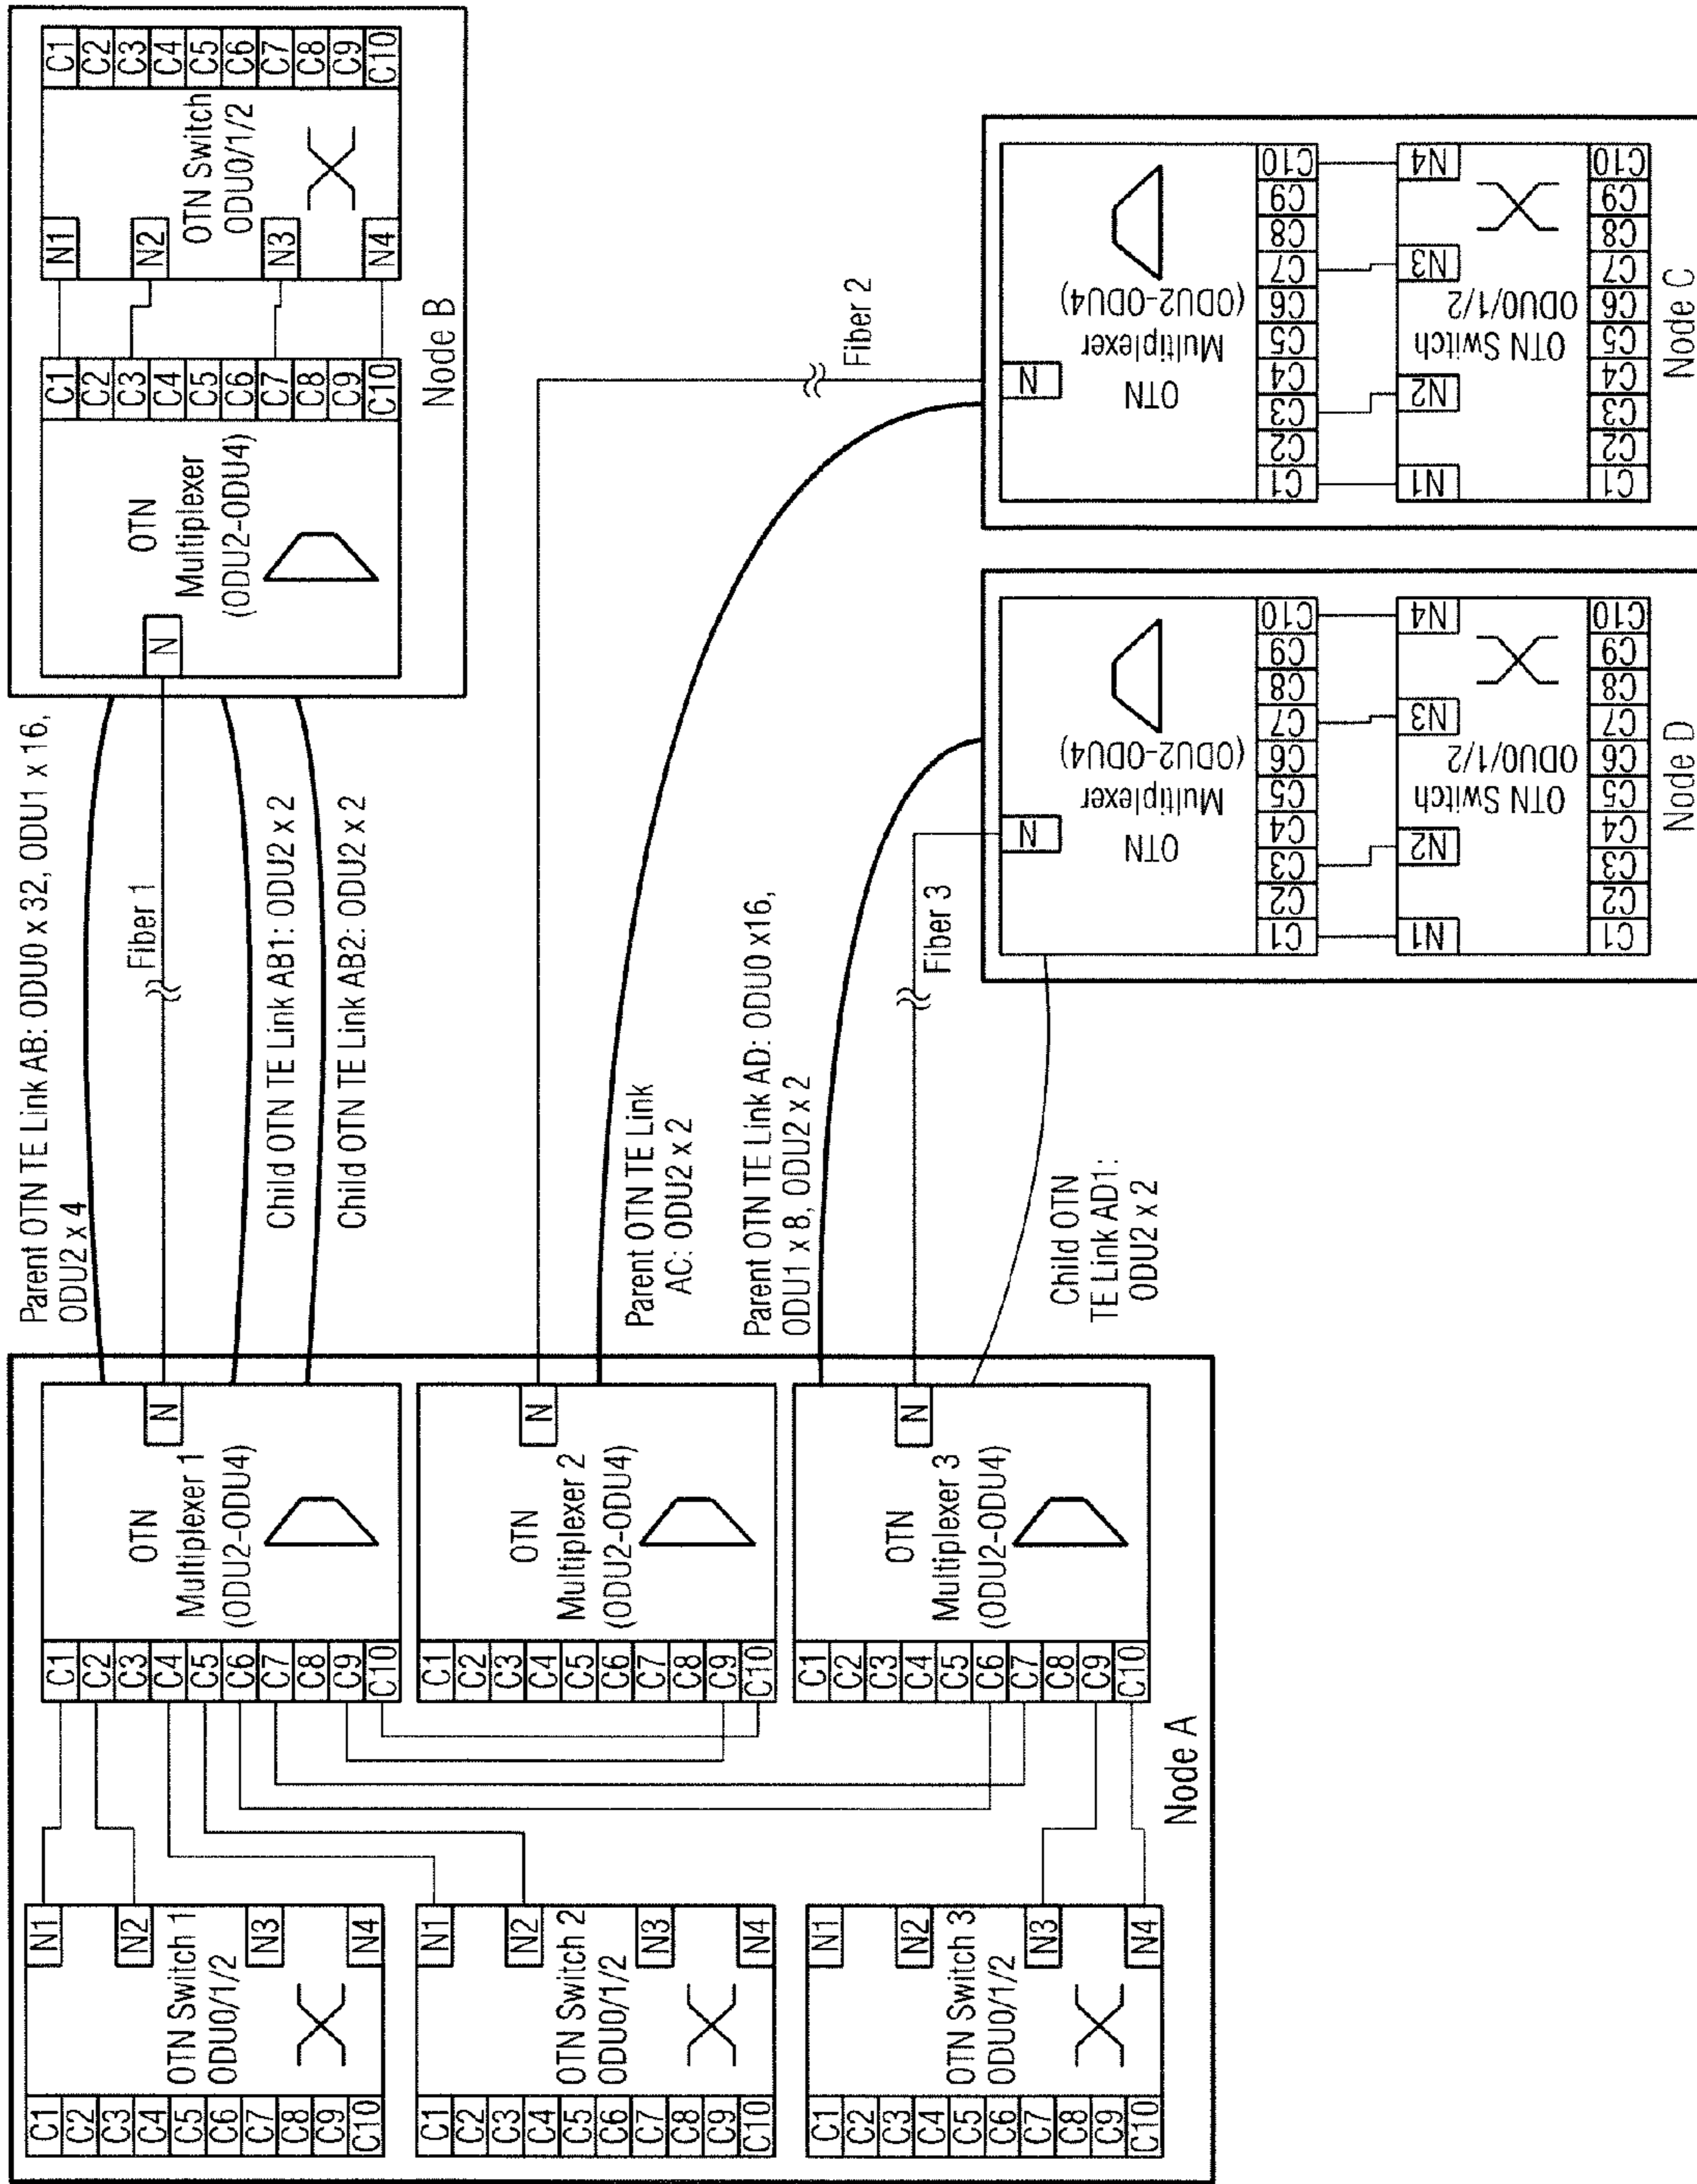 C1
C2
C3
C4
C5
C6
C7
C8
C9
C10
OTN Switch 1
ODU0/1/2
N1
N2
N3
N4
C1
C2
C3
C4
C5
C6
C7
C8
C9
C10
OTN
Multiplexer 1
(ODU2-ODU4)
N
C1
C2
C3
C4
C5
C6
C7
C8
C9
C10
OTN Switch 2
ODU0/1/2
N1
N2
N3
N4
C1
C2
C3
C4
C5
C6
C7
C8
C9
C10
OTN
Multiplexer 2
(ODU2-ODU4)
N
C1
C2
C3
C4
C5
C6
C7
C8
C9
C10
OTN Switch 3
ODU0/1/2
N1
N2
N3
N4
C1
C2
C3
C4
C5
C6
C7
C8
C9
C10
OTN
Multiplexer 3
(ODU2-ODU4)
N
Node A
Parent OTN TE Link AB: ODU0 x 32, ODU1 x 16,
ODU2 x 4
Fiber 1
Child OTN TE Link AB1: ODU2 x 2
Child OTN TE Link AB2: ODU2 x 2
Parent OTN TE Link
AC: ODU2 x 2
Fiber 2
Parent OTN TE Link AD: ODU0 x16,
ODU1 x 8, ODU2 x 2
Fiber 3
Child OTN
TE Link AD1:
ODU2 x 2
N
OTN
Multiplexer
(ODU2-ODU4)
C1
C2
C3
C4
C5
C6
C7
C8
C9
C10
N1
N2
N3
N4
OTN Switch
ODU0/1/2
C1
C2
C3
C4
C5
C6
C7
C8
C9
C10
Node B
N
OTN
Multiplexer
(ODU2-ODU4)
C1
C2
C3
C4
C5
C6
C7
C8
C9
C10
N1
N2
N3
N4
OTN Switch
ODU0/1/2
C1
C2
C3
C4
C5
C6
C7
C8
C9
C10
Node D
N
OTN
Multiplexer
(ODU2-ODU4)
C1
C2
C3
C4
C5
C6
C7
C8
C9
C10
N1
N2
N3
N4
OTN Switch
ODU0/1/2
C1
C2
C3
C4
C5
C6
C7
C8
C9
C10
Node C